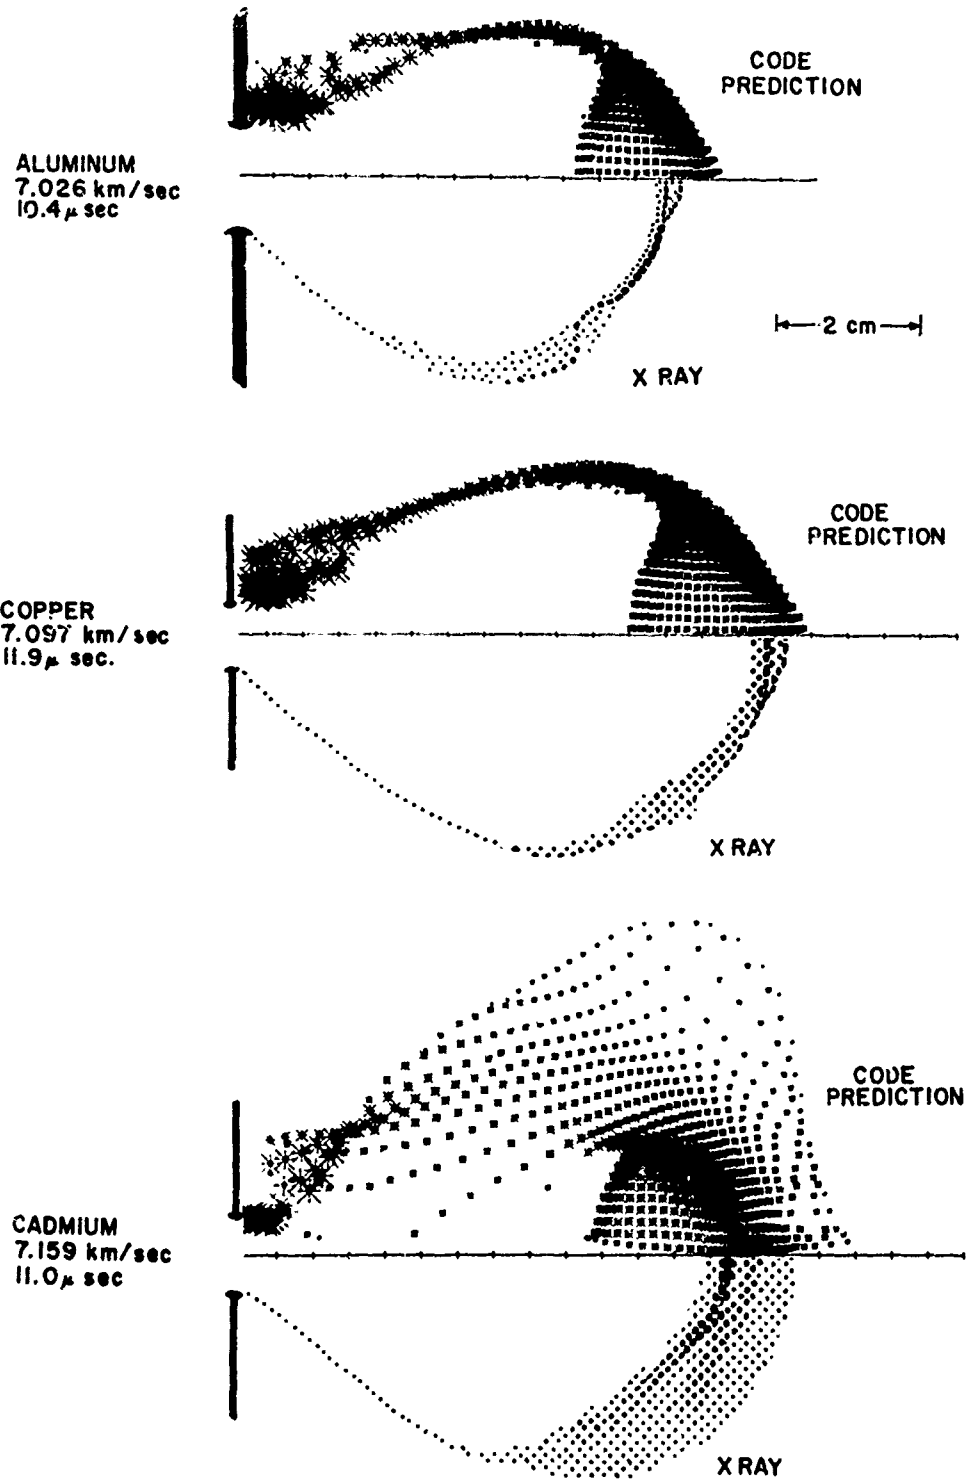 CODE
PREDICTION
ALUMINUM
7.026 km/sec
10.4μ sec
2 cm
X RAY
CODE
PREDICTION
COPPER
7.097 km/sec
11.9μ sec.
X RAY
CODE
PREDICTION
CADMIUM
7.159 km/sec
11.0μ sec
X RAY